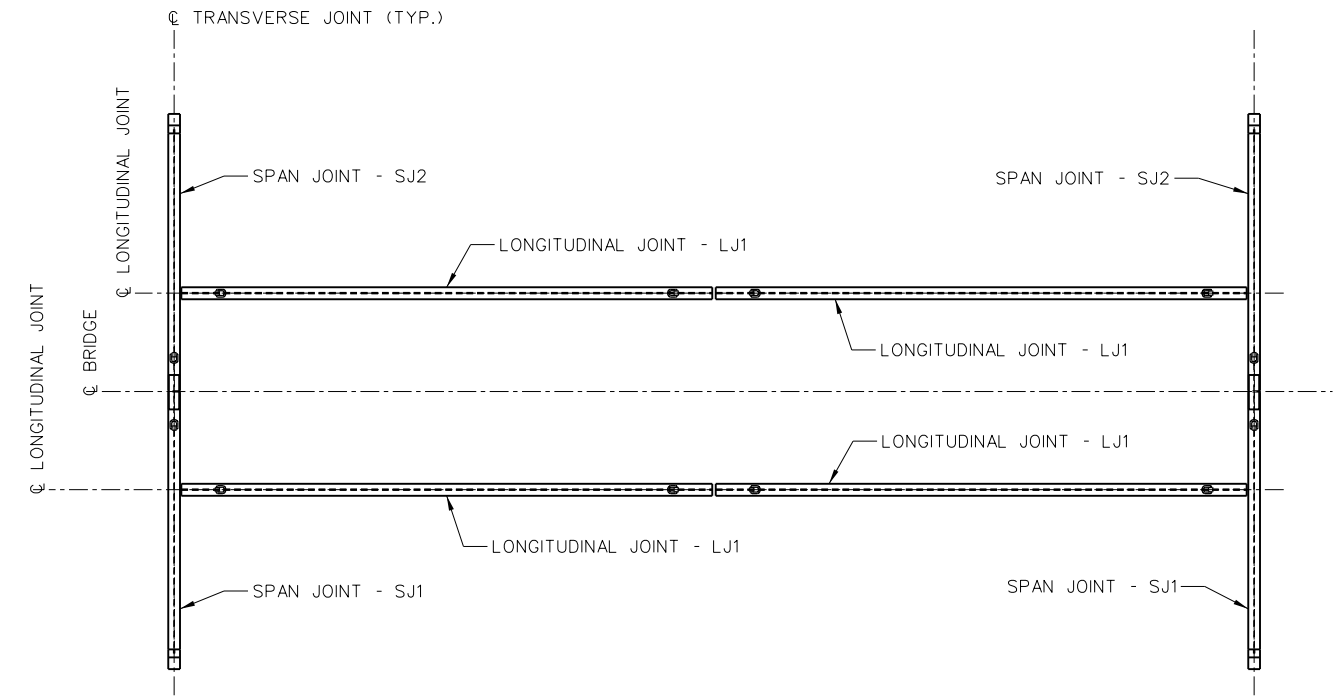 ℄ TRANSVERSE JOINT (TYP.)
℄ LONGITUDINAL JOINT
SPAN JOINT - SJ2
SPAN JOINT - SJ2
LONGITUDINAL JOINT - LJ1
℄ LONGITUDINAL JOINT
℄ BRIDGE
LONGITUDINAL JOINT - LJ1
LONGITUDINAL JOINT - LJ1
LONGITUDINAL JOINT - LJ1
SPAN JOINT - SJ1
SPAN JOINT - SJ1